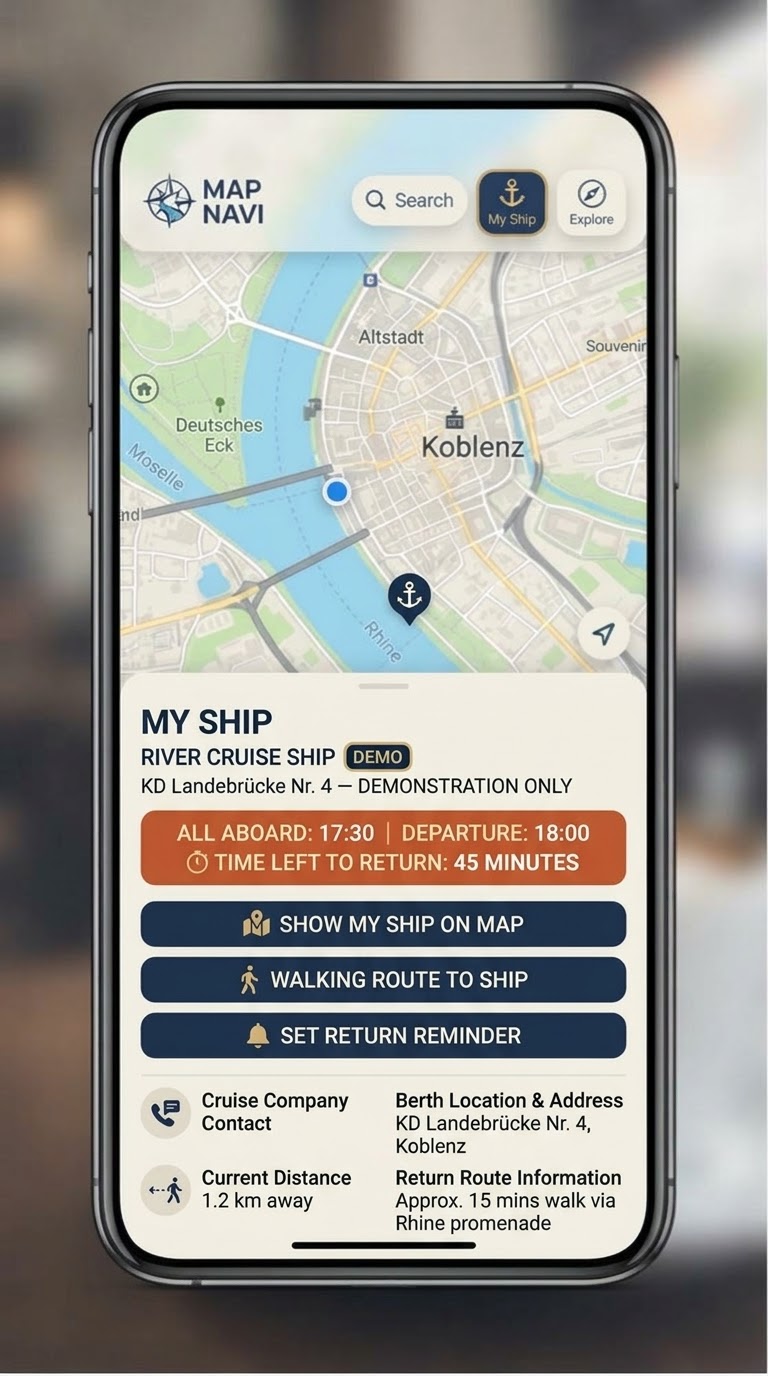 MAP
NAVI
Search
My Ship
Explore
Altstadt
Deutsches
Eck
Koblenz
Moselle
Rhine
MY SHIP
RIVER CRUISE SHIP DEMO
KD Landebrücke Nr. 4 — DEMONSTRATION ONLY
ALL ABOARD: 17:30 | DEPARTURE: 18:00
TIME LEFT TO RETURN: 45 MINUTES
SHOW MY SHIP ON MAP
WALKING ROUTE TO SHIP
SET RETURN REMINDER
Cruise Company
Contact
Berth Location & Address
KD Landebrücke Nr. 4,
Koblenz
Current Distance
1.2 km away
Return Route Information
Approx. 15 mins walk via
Rhine promenade